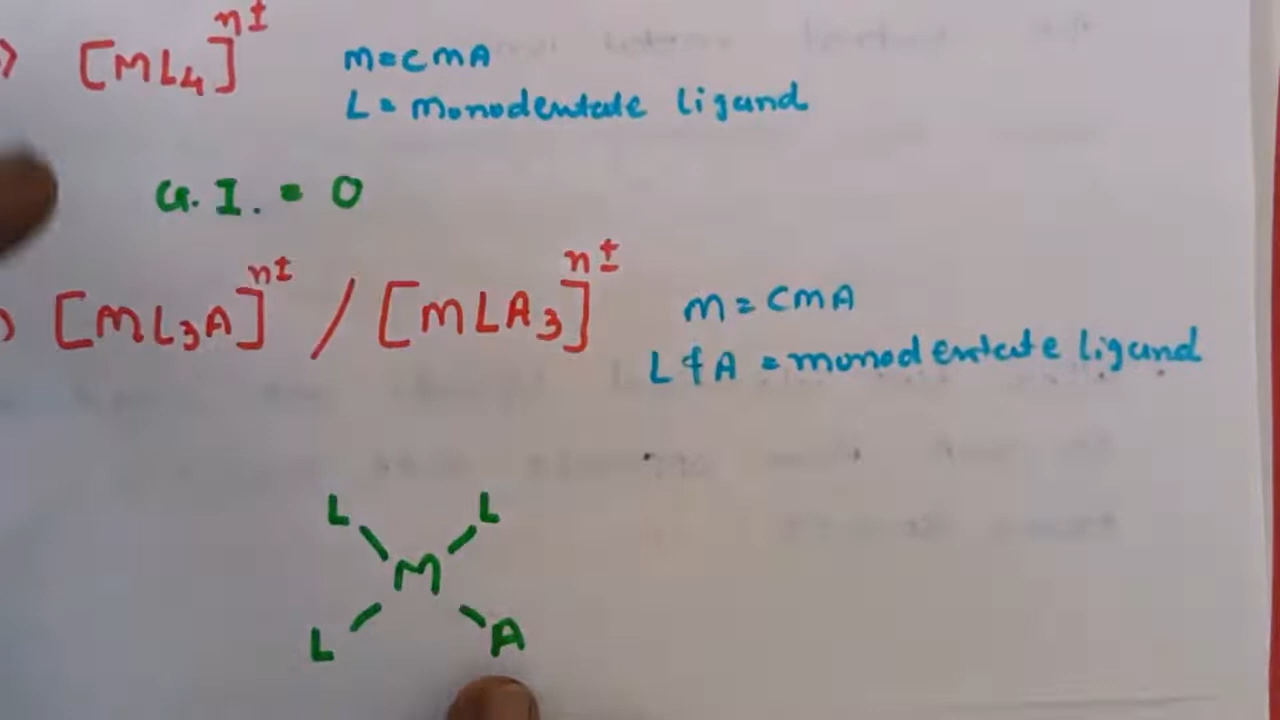 ) [ML4]n±
M=CMA
L= Monodentate ligand
G.I. = 0
) [ML3A]n± / [MLA3]n±
M = CMA
L & A = monodentate ligand
L L
M
L A